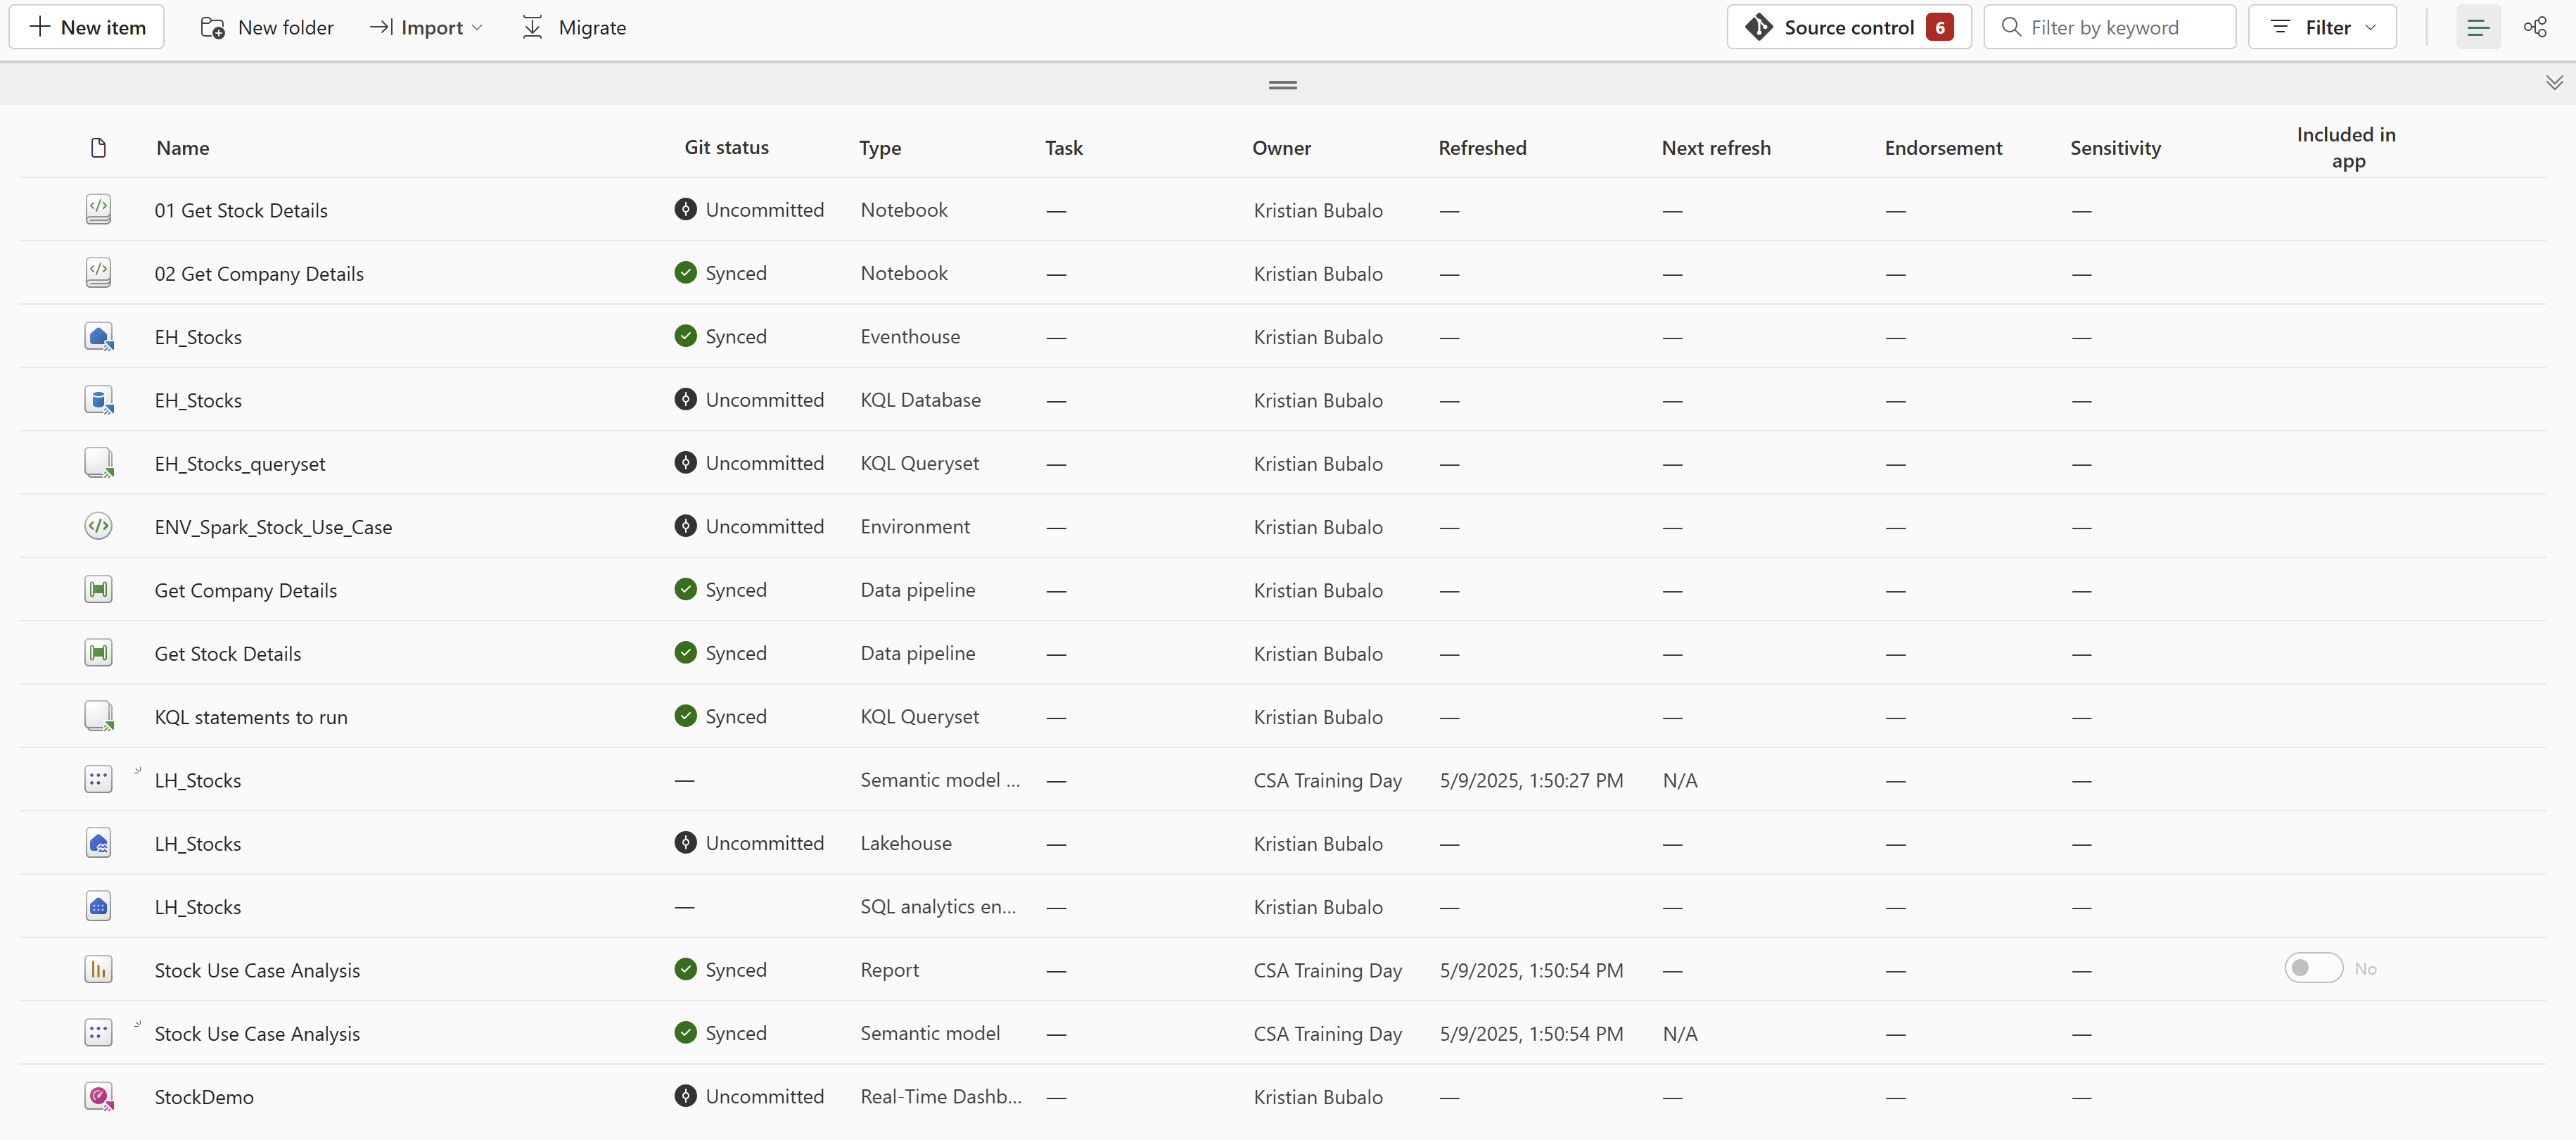 New item New folder Import Migrate Source control 6 Filter by keyword Filter
Name Git status Type Task Owner Refreshed Next refresh Endorsement Sensitivity Included in app
01 Get Stock Details Uncommitted Notebook — Kristian Bubalo — — — —
02 Get Company Details Synced Notebook — Kristian Bubalo — — — —
EH_Stocks Synced Eventhouse — Kristian Bubalo — — — —
EH_Stocks Uncommitted KQL Database — Kristian Bubalo — — — —
EH_Stocks_queryset Uncommitted KQL Queryset — Kristian Bubalo — — — —
ENV_Spark_Stock_Use_Case Uncommitted Environment — Kristian Bubalo — — — —
Get Company Details Synced Data pipeline — Kristian Bubalo — — — —
Get Stock Details Synced Data pipeline — Kristian Bubalo — — — —
KQL statements to run Synced KQL Queryset — Kristian Bubalo — — — —
LH_Stocks — Semantic model ... — CSA Training Day 5/9/2025, 1:50:27 PM N/A — —
LH_Stocks Uncommitted Lakehouse — Kristian Bubalo — — — —
LH_Stocks — SQL analytics en... — Kristian Bubalo — — — —
Stock Use Case Analysis Synced Report — CSA Training Day 5/9/2025, 1:50:54 PM — — — No
Stock Use Case Analysis Synced Semantic model — CSA Training Day 5/9/2025, 1:50:54 PM N/A — —
StockDemo Uncommitted Real-Time Dashb... — Kristian Bubalo — — — —